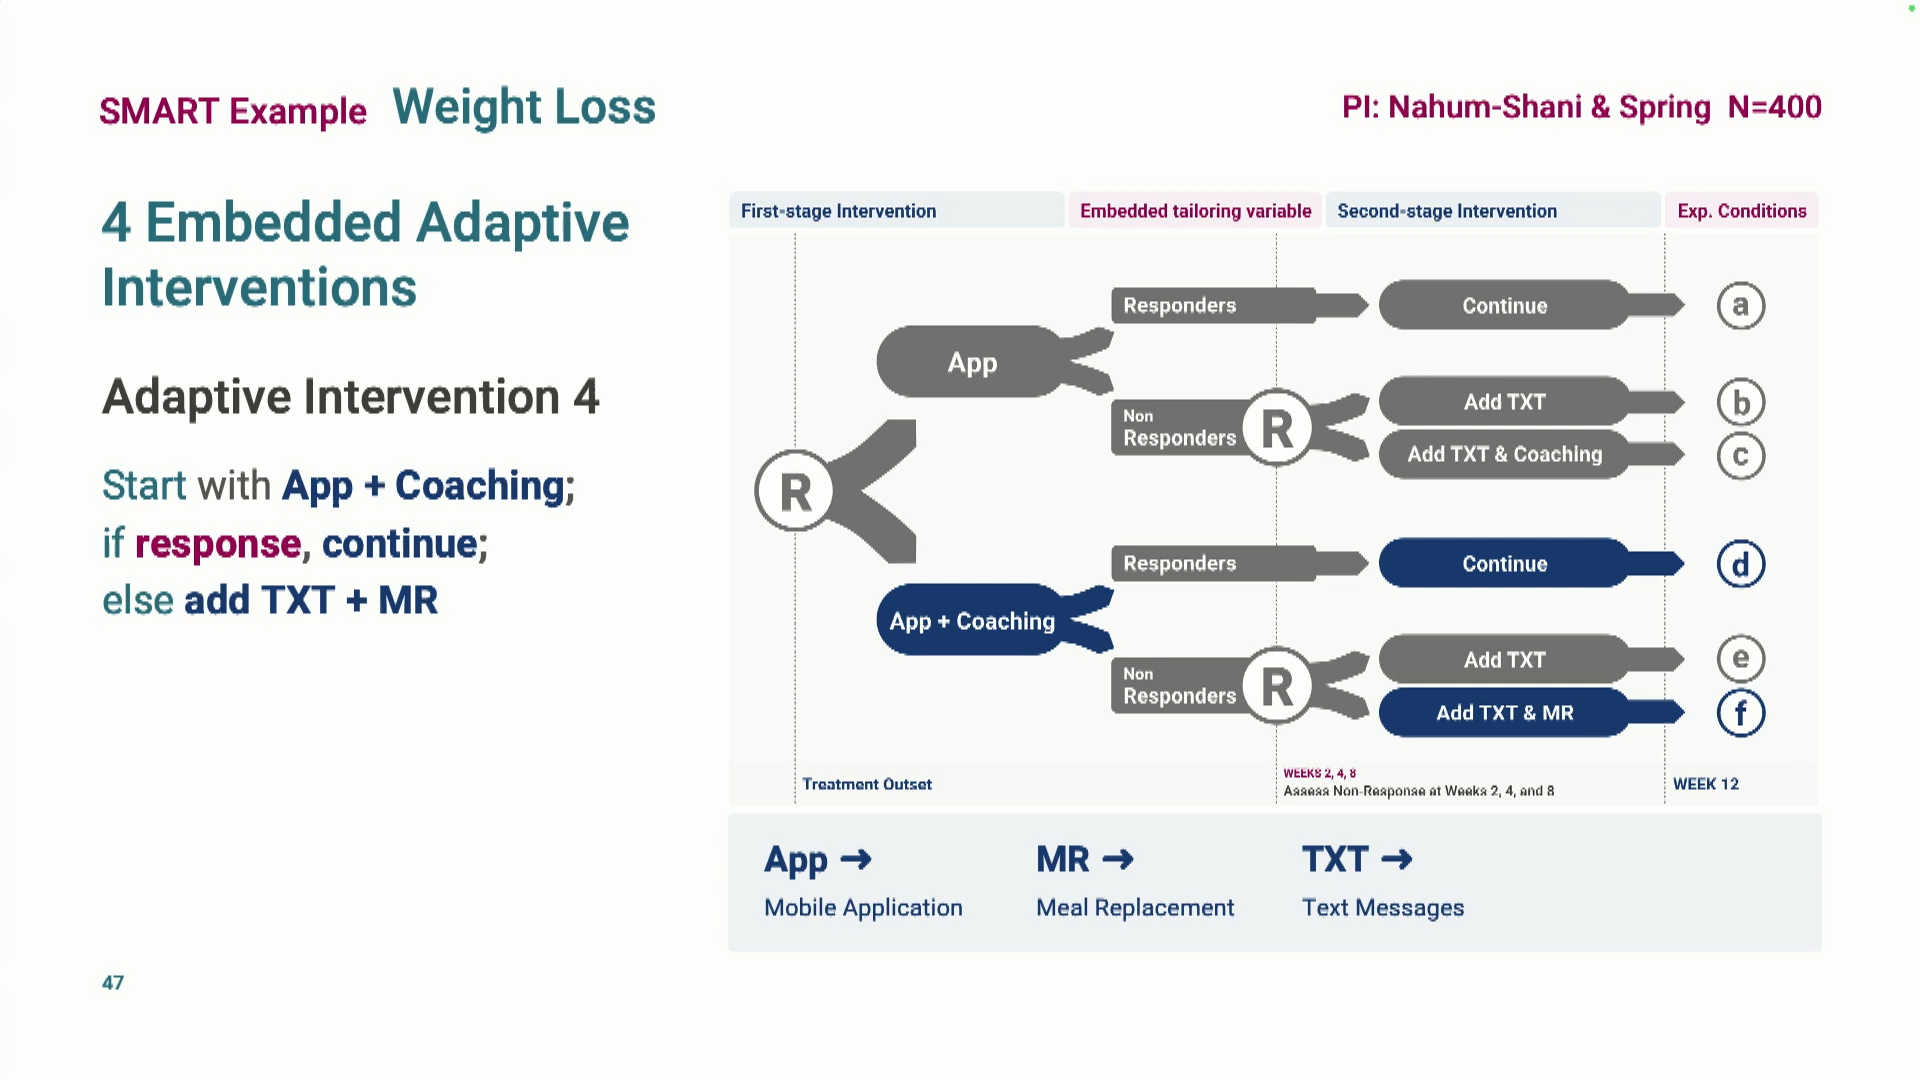 SMART Example Weight Loss
PI: Nahum-Shani & Spring N=400
4 Embedded Adaptive
Interventions
Adaptive Intervention 4
Start with App + Coaching;
if response, continue;
else add TXT + MR
First-stage Intervention
Embedded tailoring variable
Second-stage Intervention
Exp. Conditions
Responders
Continue
a
App
Non
Responders
R
Add TXT
b
Add TXT & Coaching
c
R
Responders
Continue
d
App + Coaching
Non
Responders
R
Add TXT
e
Add TXT & MR
f
Treatment Outset
WEEKS 2, 4, 8
Assess Non-Response at Weeks 2, 4, and 8
WEEK 12
App →
Mobile Application
MR →
Meal Replacement
TXT →
Text Messages
47